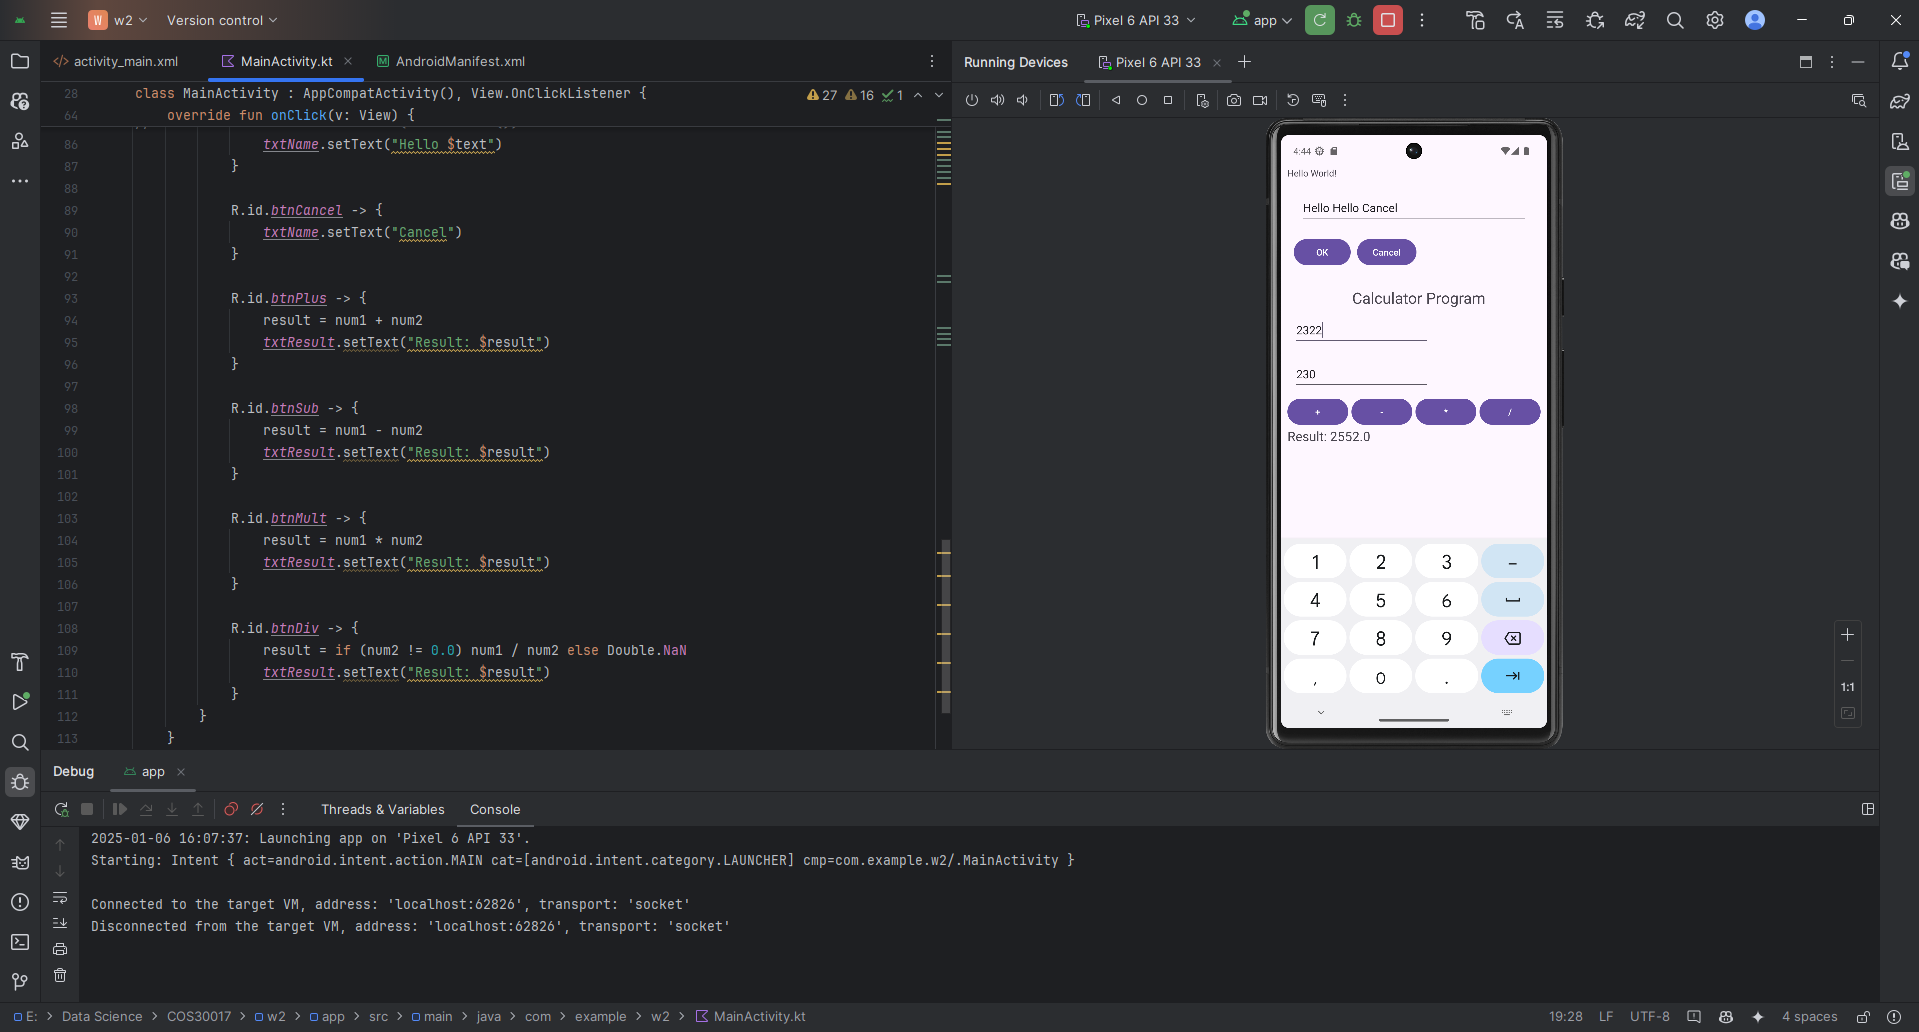 W w2 Version control Pixel 6 API 33 app
activity_main.xml MainActivity.kt AndroidManifest.xml
28 class MainActivity : AppCompatActivity(), View.OnClickListener { 27 16 1
64 override fun onClick(v: View) {
86 txtName.setText("Hello $text")
87 }
88
89 R.id.btnCancel -> {
90 txtName.setText("Cancel")
91 }
92
93 R.id.btnPlus -> {
94 result = num1 + num2
95 txtResult.setText("Result: $result")
96 }
97
98 R.id.btnSub -> {
99 result = num1 - num2
100 txtResult.setText("Result: $result")
101 }
102
103 R.id.btnMult -> {
104 result = num1 * num2
105 txtResult.setText("Result: $result")
106 }
107
108 R.id.btnDiv -> {
109 result = if (num2 != 0.0) num1 / num2 else Double.NaN
110 txtResult.setText("Result: $result")
111 }
112 }
113 }
Running Devices Pixel 6 API 33
4:44
Hello World!
Hello Hello Cancel
OK Cancel
Calculator Program
2322
230
+ - * /
Result: 2552.0
1 2 3 -
4 5 6
7 8 9
, 0 .
1:1
Debug app
Threads & Variables Console
2025-01-06 16:07:37: Launching app on 'Pixel 6 API 33'.
Starting: Intent { act=android.intent.action.MAIN cat=[android.intent.category.LAUNCHER] cmp=com.example.w2/.MainActivity }
Connected to the target VM, address: 'localhost:62826', transport: 'socket'
Disconnected from the target VM, address: 'localhost:62826', transport: 'socket'
E: > Data Science > COS30017 > w2 > app > src > main > java > com > example > w2 > MainActivity.kt 19:28 LF UTF-8 4 spaces